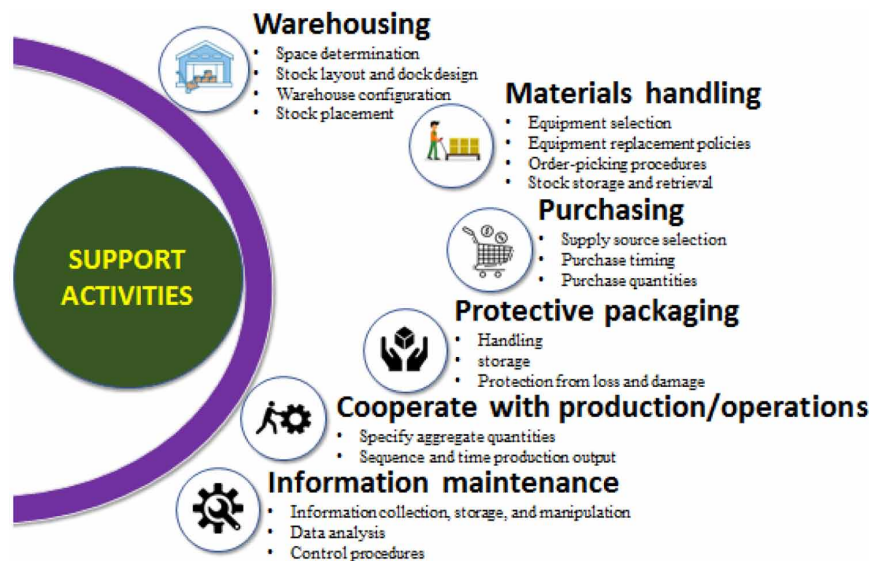 Warehousing
• Space determination
• Stock layout and dock design
• Warehouse configuration
• Stock placement
Materials handling
• Equipment selection
• Equipment replacement policies
• Order-picking procedures
• Stock storage and retrieval
SUPPORT
ACTIVITIES
Purchasing
• Supply source selection
• Purchase timing
• Purchase quantities
Protective packaging
• Handling
• storage
• Protection from loss and damage
Cooperate with production/operations
• Specify aggregate quantities
• Sequence and time production output
Information maintenance
• Information collection, storage, and manipulation
• Data analysis
• Control procedures